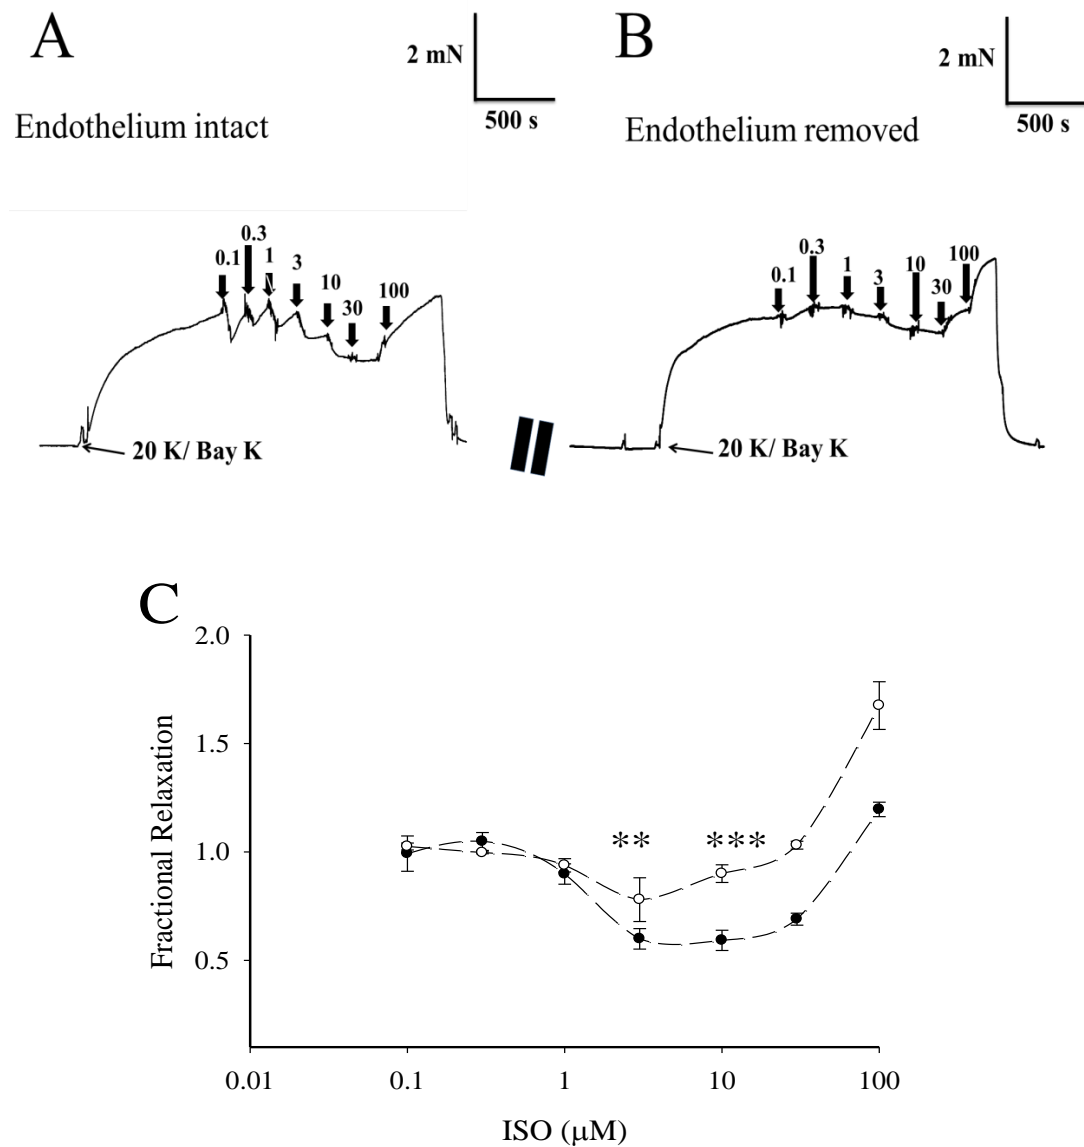 A
2 mN
500 s
Endothelium intact
B
2 mN
500 s
Endothelium removed
0.1
0.3
1
3
10
30
100
20 K/ Bay K
0.1
0.3
1
3
10
30
100
20 K/ Bay K
C
2.0
1.5
1.0
0.5
Fractional Relaxation
** ***
0.01 0.1 1 10 100
ISO (μM)